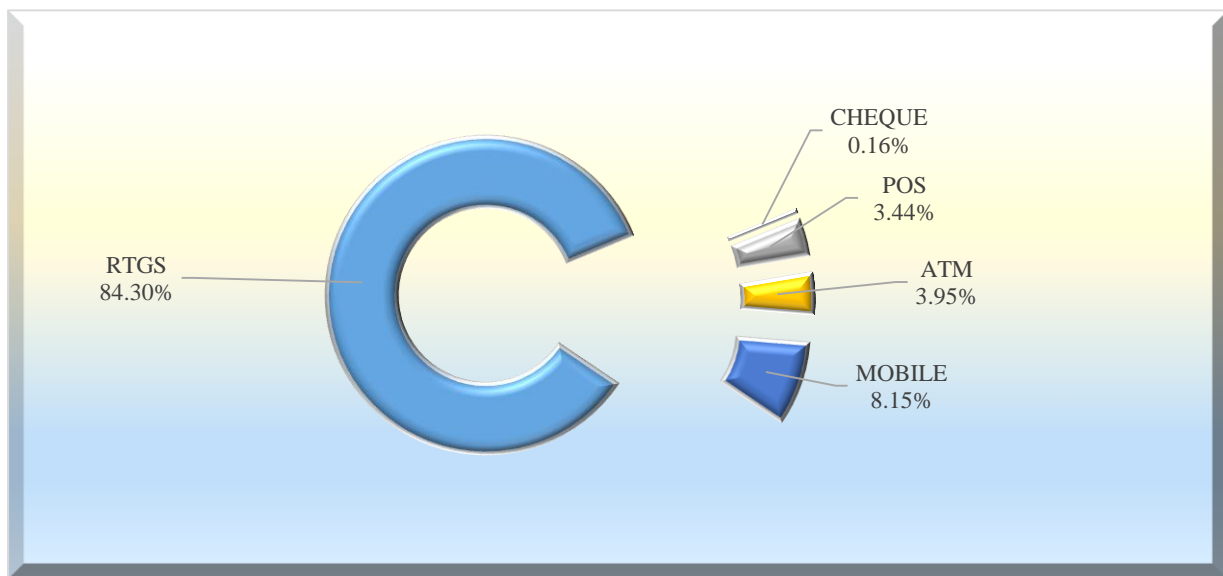 CHEQUE
0.16%
POS
3.44%
RTGS
84.30%
ATM
3.95%
MOBILE
8.15%